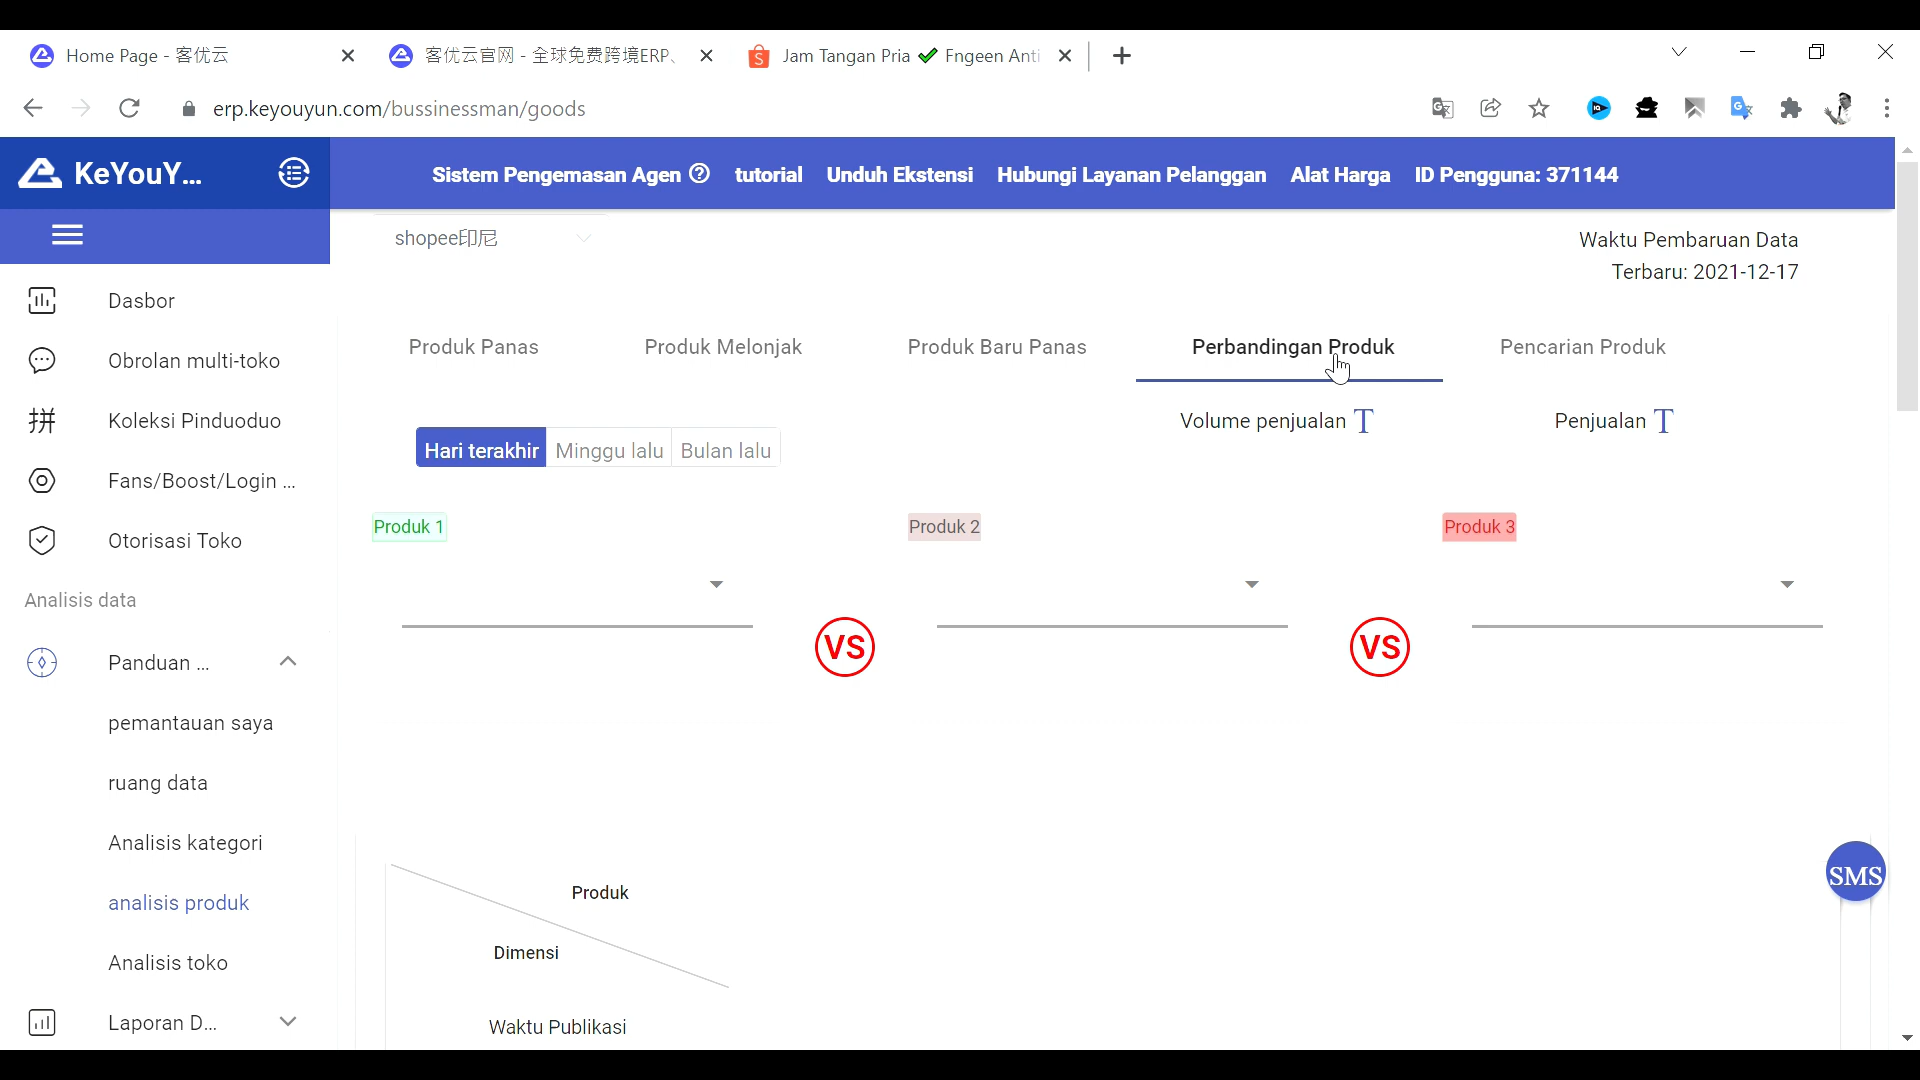 Home Page - 客优云
客优云官网 - 全球免费跨境ERP、
Jam Tangan Pria ✔ Fngeen Anti
erp.keyouyun.com/bussinessman/goods
KeYouY...
Sistem Pengemasan Agen ?
tutorial
Unduh Ekstensi
Hubungi Layanan Pelanggan
Alat Harga
ID Pengguna: 371144
shopee印尼
Waktu Pembaruan Data
Terbaru: 2021-12-17
Dasbor
Obrolan multi-toko
拼
Koleksi Pinduoduo
Fans/Boost/Login ...
Otorisasi Toko
Analisis data
Panduan ...
pemantauan saya
ruang data
Analisis kategori
analisis produk
Analisis toko
Laporan D...
Produk Panas
Produk Melonjak
Produk Baru Panas
Perbandingan Produk
Pencarian Produk
Volume penjualan T
Penjualan T
Hari terakhir
Minggu lalu
Bulan lalu
Produk 1
Produk 2
Produk 3
VS
VS
Produk
Dimensi
Waktu Publikasi
SMS